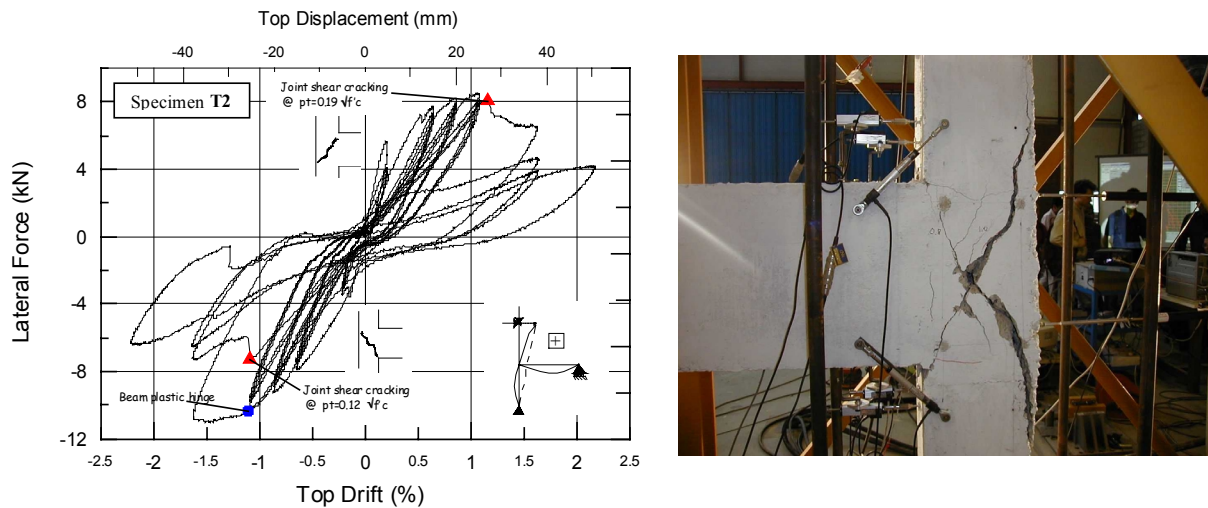 Top Displacement (mm)
-40
-20
0
20
40
Specimen T2
Joint shear cracking
@ pt=0.19 √f'c
Lateral Force (kN)
8
4
0
-4
-8
-12
+
Beam plastic hinge
Joint shear cracking
@ pt=0.12 √f'c
-2.5
-2
-1.5
-1
-0.5
0
0.5
1
1.5
2
2.5
Top Drift (%)